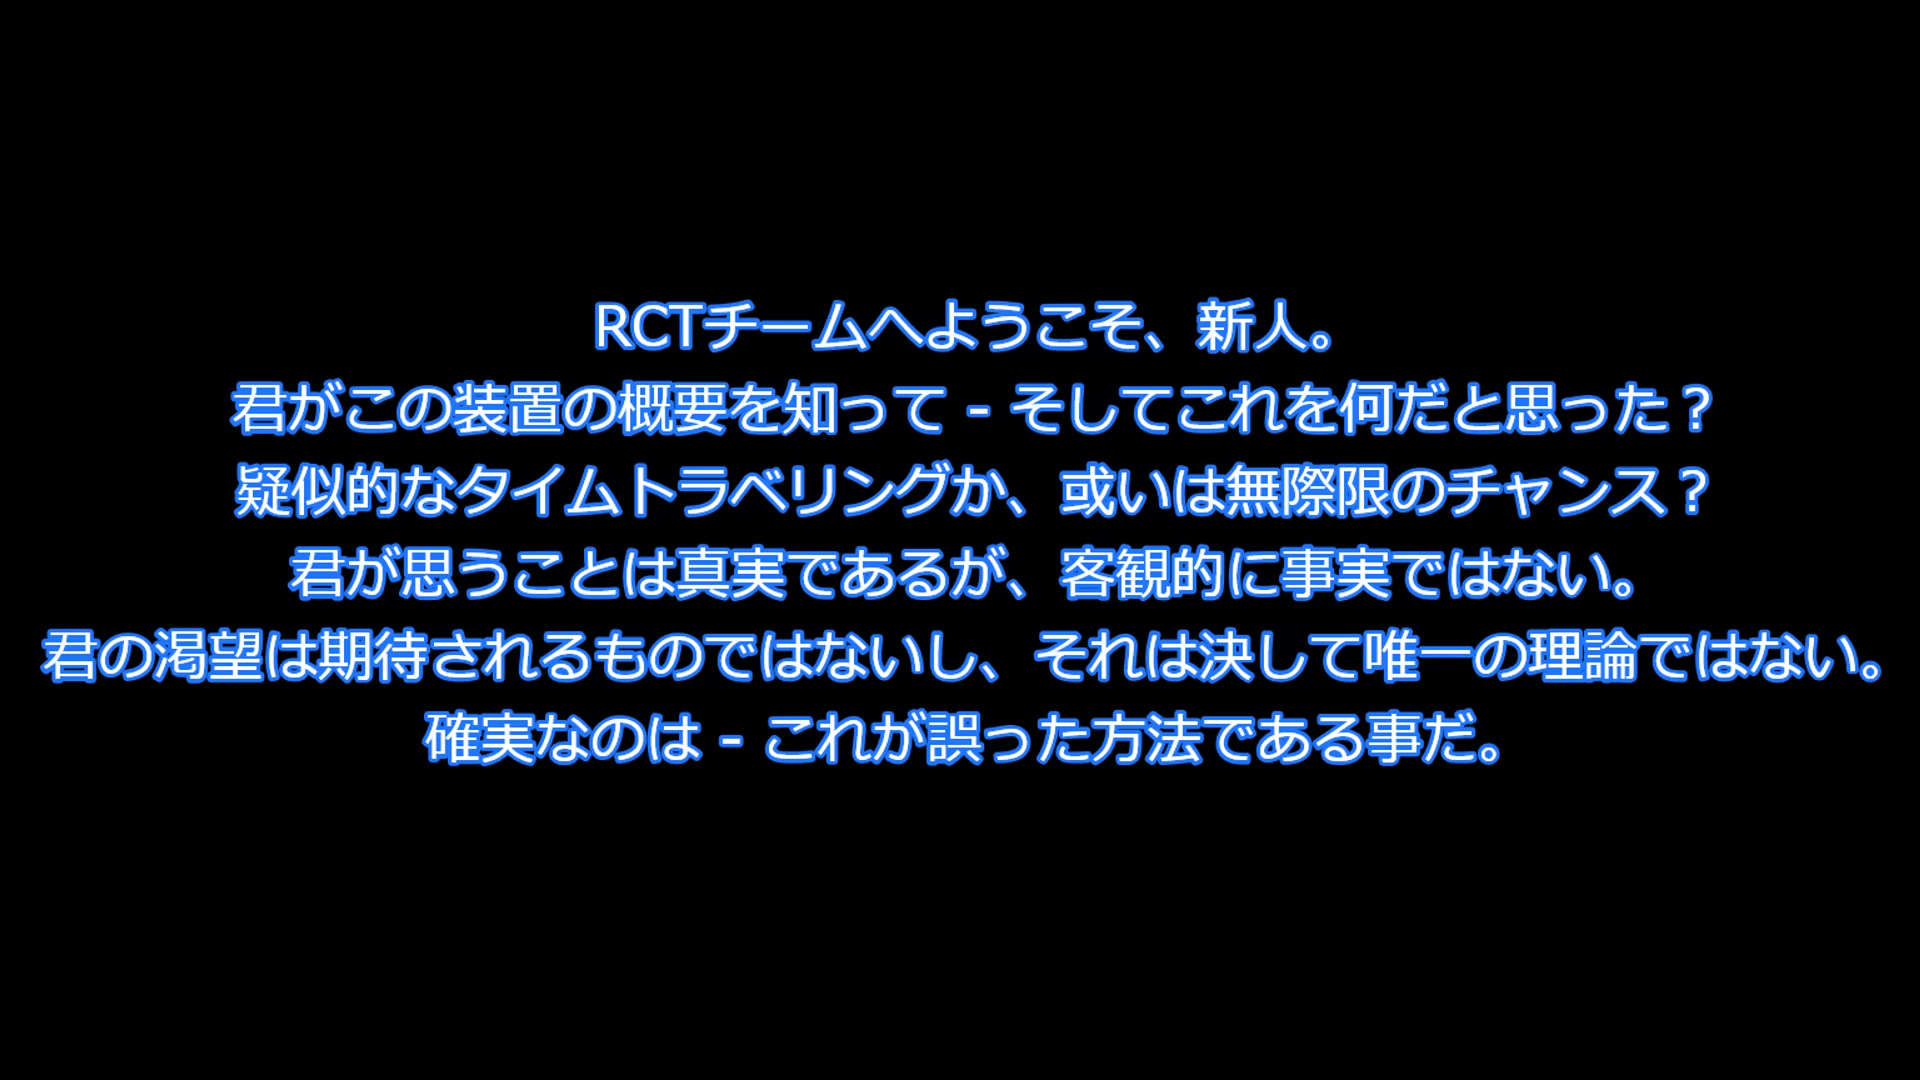 RCTチームへようこそ、新人。
君がこの装置の概要を知って - そしてこれを何だと思った？
疑似的なタイムトラベリングか、或いは無際限のチャンス？
君が思うことは真実であるが、客観的に事実ではない。
君の渇望は期待されるものではないし、それは決して唯一の理論ではない。
確実なのは - これが誤った方法である事だ。